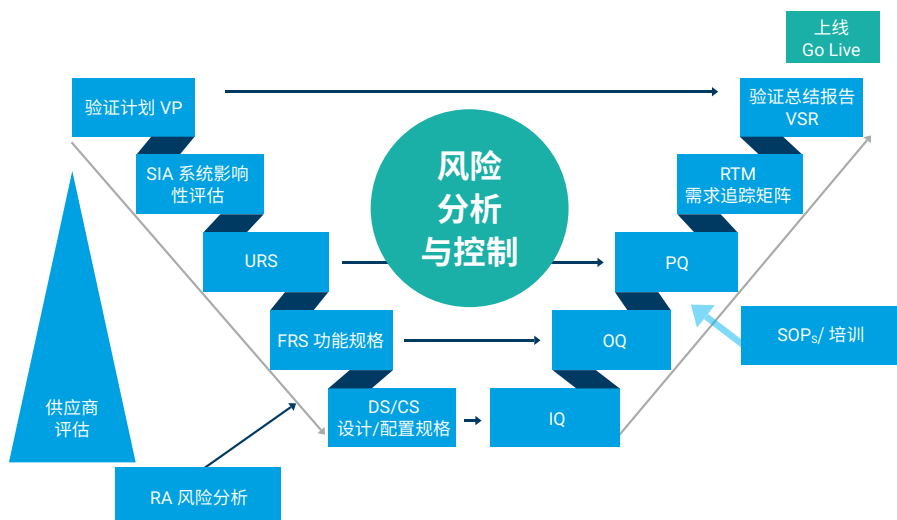 上线
Go Live
验证计划 VP
验证总结报告
VSR
风险
分析
与控制
SIA 系统影响
性评估
RTM
需求追踪矩阵
URS
PQ
FRS 功能规格
OQ
SOPs/ 培训
供应商
评估
DS/CS
设计/配置规格
IQ
RA 风险分析